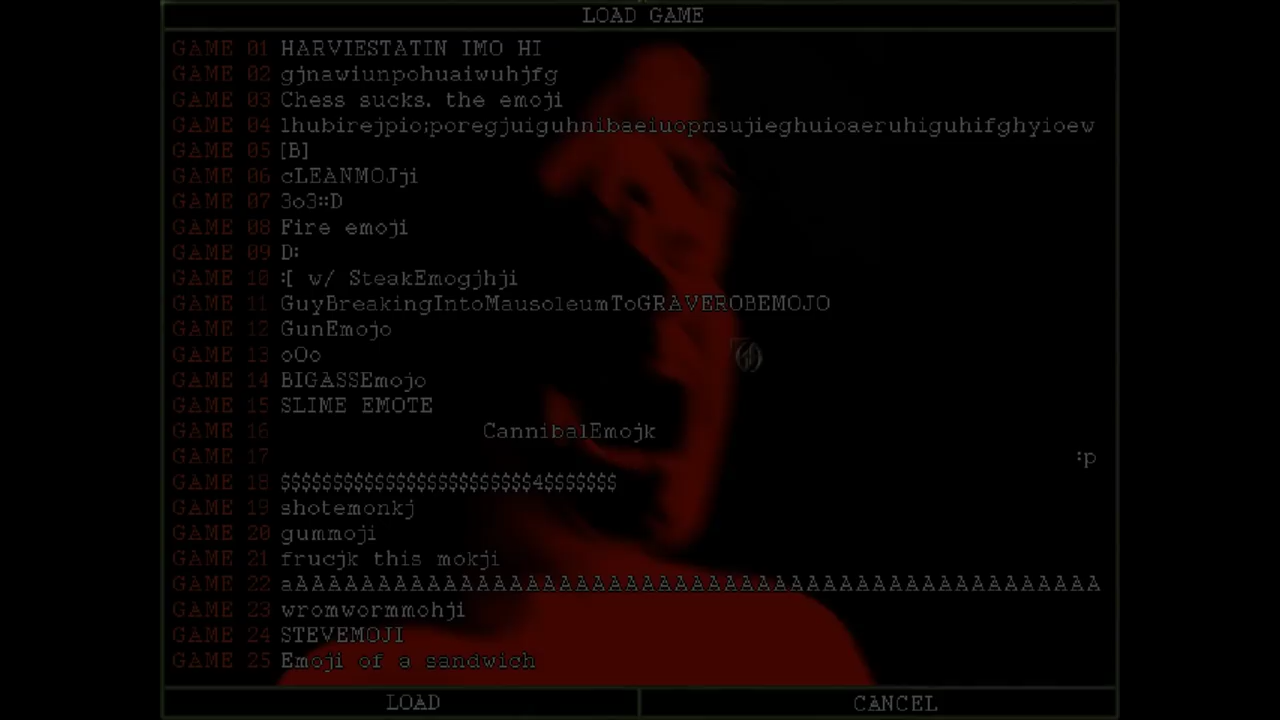 LOAD GAME
GAME 01 HARVIESTATIN IMO HI
GAME 02 gjnawiunpohuaiwuhjfg
GAME 03 Chess sucks. the emoji
GAME 04 lhubirejpio;poregjuiguhnibaeiuopnsujieghuioaeruhiguhifghyioew
GAME 05 [B]
GAME 06 cLEANMOJji
GAME 07 3o3::D
GAME 08 Fire emoji
GAME 09 D:
GAME 10 :[ w/ SteakEmogjhji
GAME 11 GuyBreakingIntoMausoleumToGRAVEROBEMOJO
GAME 12 GunEmojo
GAME 13 oOo
GAME 14 BIGASSEmojo
GAME 15 SLIME EMOTE
GAME 16 CannibalEmojk
GAME 17 :p
GAME 18 $$$$$$$$$$$$$$$$$$$$$$$$4$$$$$$$
GAME 19 shotemonkj
GAME 20 gummoji
GAME 21 frucjk this mokji
GAME 22 aAAAAAAAAAAAAAAAAAAAAAAAAAAAAAAAAAAAAAAAAAAAAAAAAA
GAME 23 wromwormmohji
GAME 24 STEVEMOJI
GAME 25 Emoji of a sandwich
LOAD CANCEL